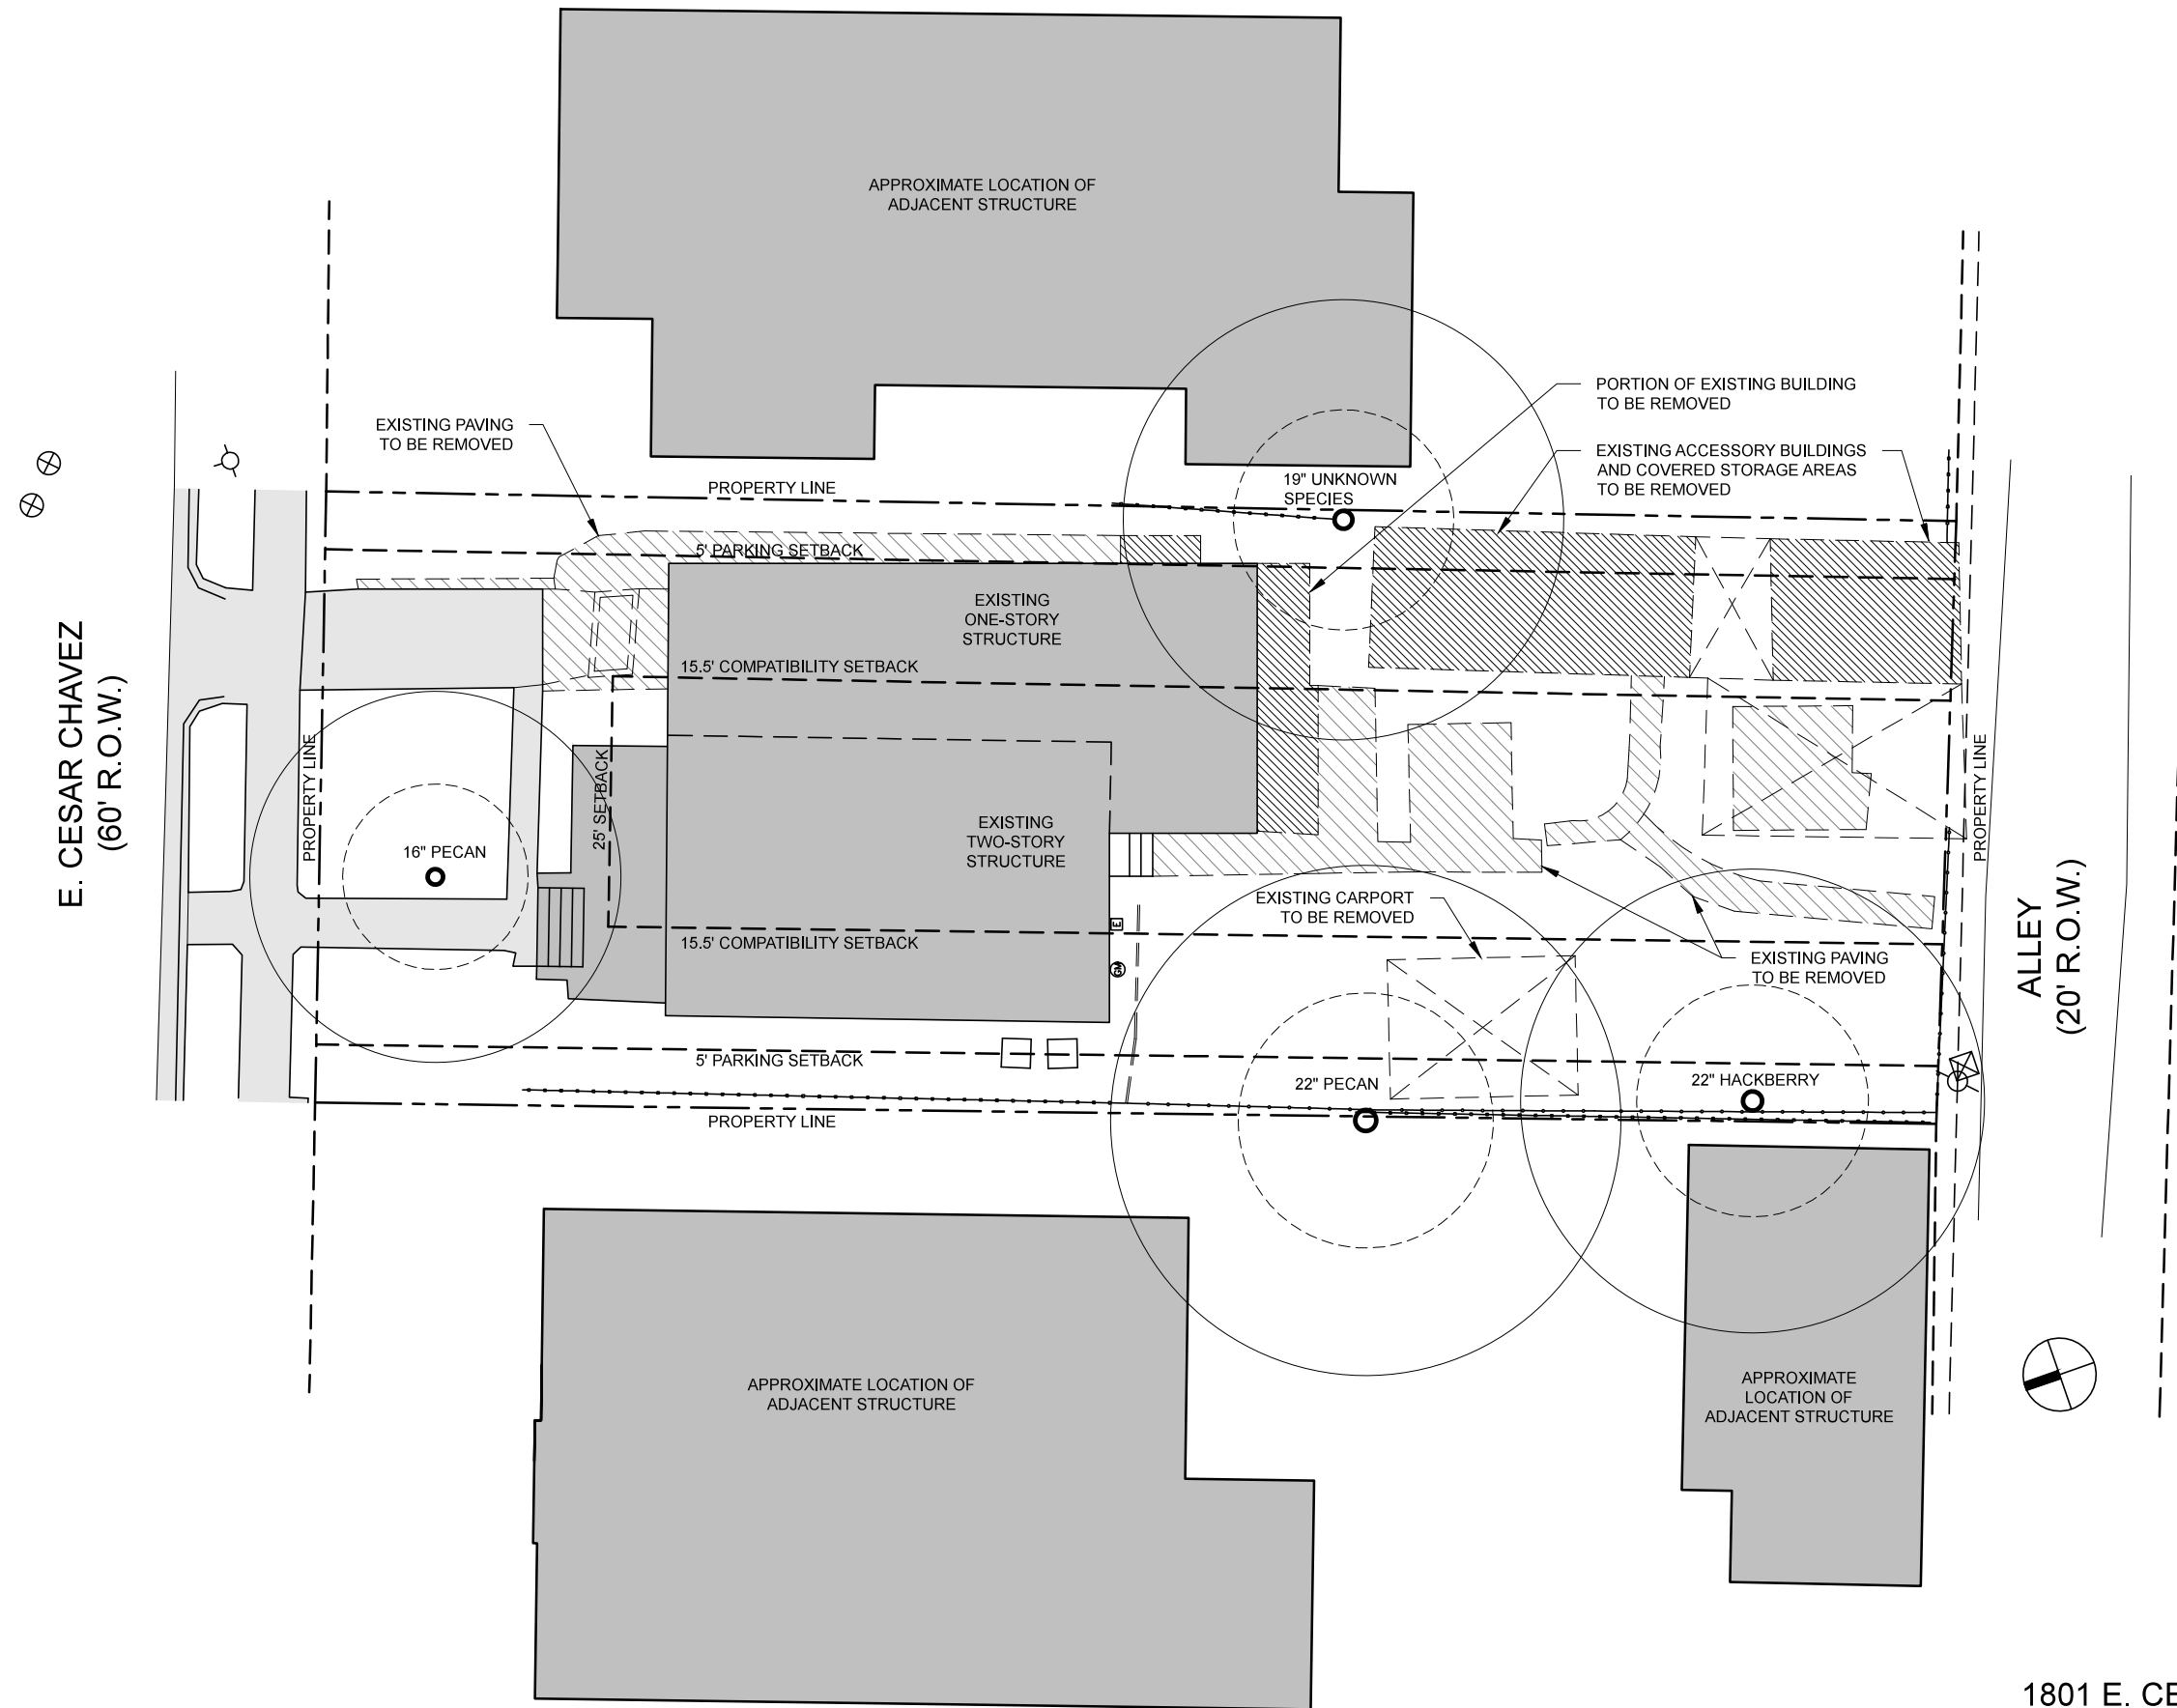 APPROXIMATE LOCATION OF
ADJACENT STRUCTURE
PORTION OF EXISTING BUILDING
TO BE REMOVED
EXISTING PAVING
TO BE REMOVED
EXISTING ACCESSORY BUILDINGS
AND COVERED STORAGE AREAS
TO BE REMOVED
PROPERTY LINE
19" UNKNOWN
SPECIES
5' PARKING SETBACK
EXISTING
ONE-STORY
STRUCTURE
15.5' COMPATIBILITY SETBACK
E. CESAR CHAVEZ
(60' R.O.W.)
PROPERTY LINE
25' SETBACK
16" PECAN
EXISTING
TWO-STORY
STRUCTURE
PROPERTY LINE
EXISTING CARPORT
TO BE REMOVED
E
15.5' COMPATIBILITY SETBACK
GM
EXISTING PAVING
TO BE REMOVED
ALLEY
(20' R.O.W.)
5' PARKING SETBACK
22" PECAN
22" HACKBERRY
PROPERTY LINE
APPROXIMATE LOCATION OF
ADJACENT STRUCTURE
APPROXIMATE
LOCATION OF
ADJACENT STRUCTURE
1801 E. CE